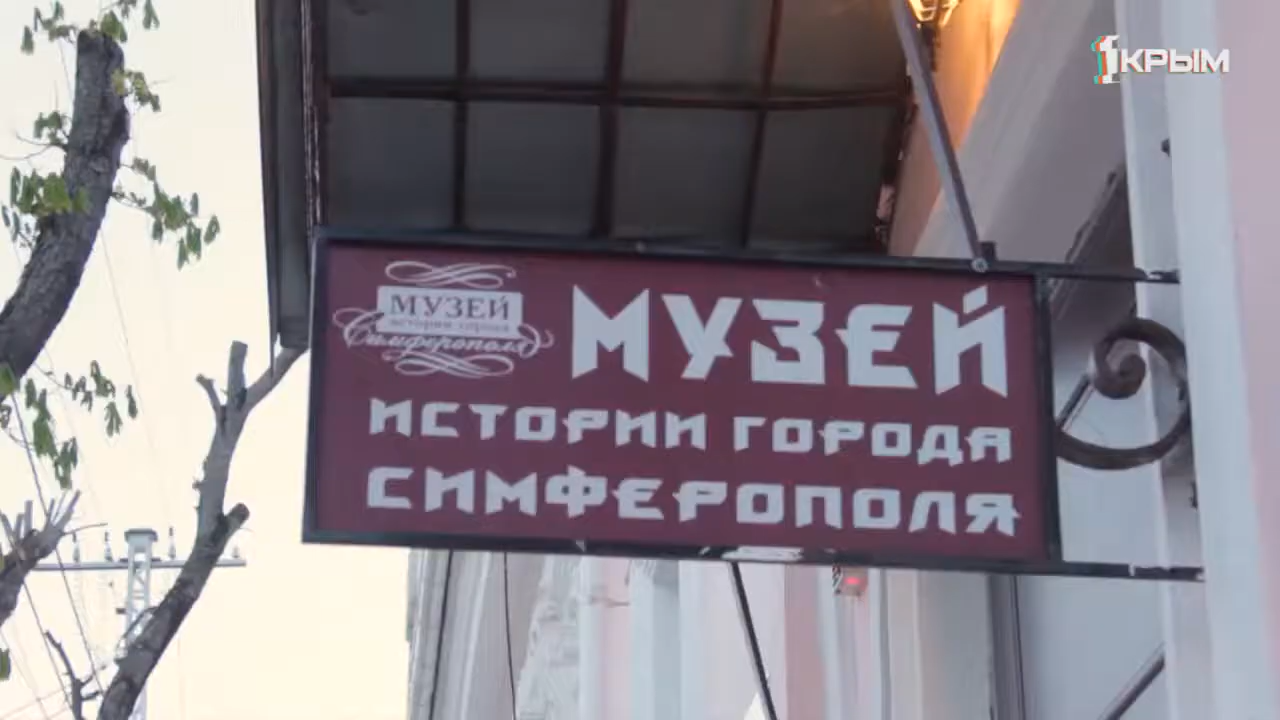 1КРЫМ
МУЗЕЙ
истории города
Симферополя
МУЗЕЙ
ИСТОРИИ ГОРОДА
СИМФЕРОПОЛЯ